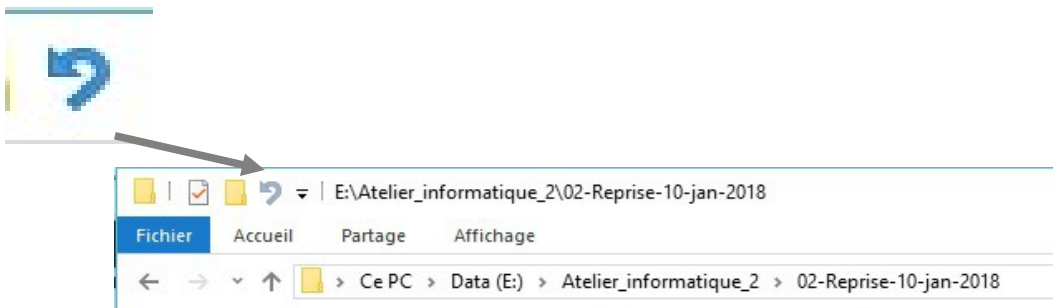 E:\Atelier_informatique_2\02-Reprise-10-jan-2018
Fichier Accueil Partage Affichage
Ce PC > Data (E:) > Atelier_informatique_2 > 02-Reprise-10-jan-2018